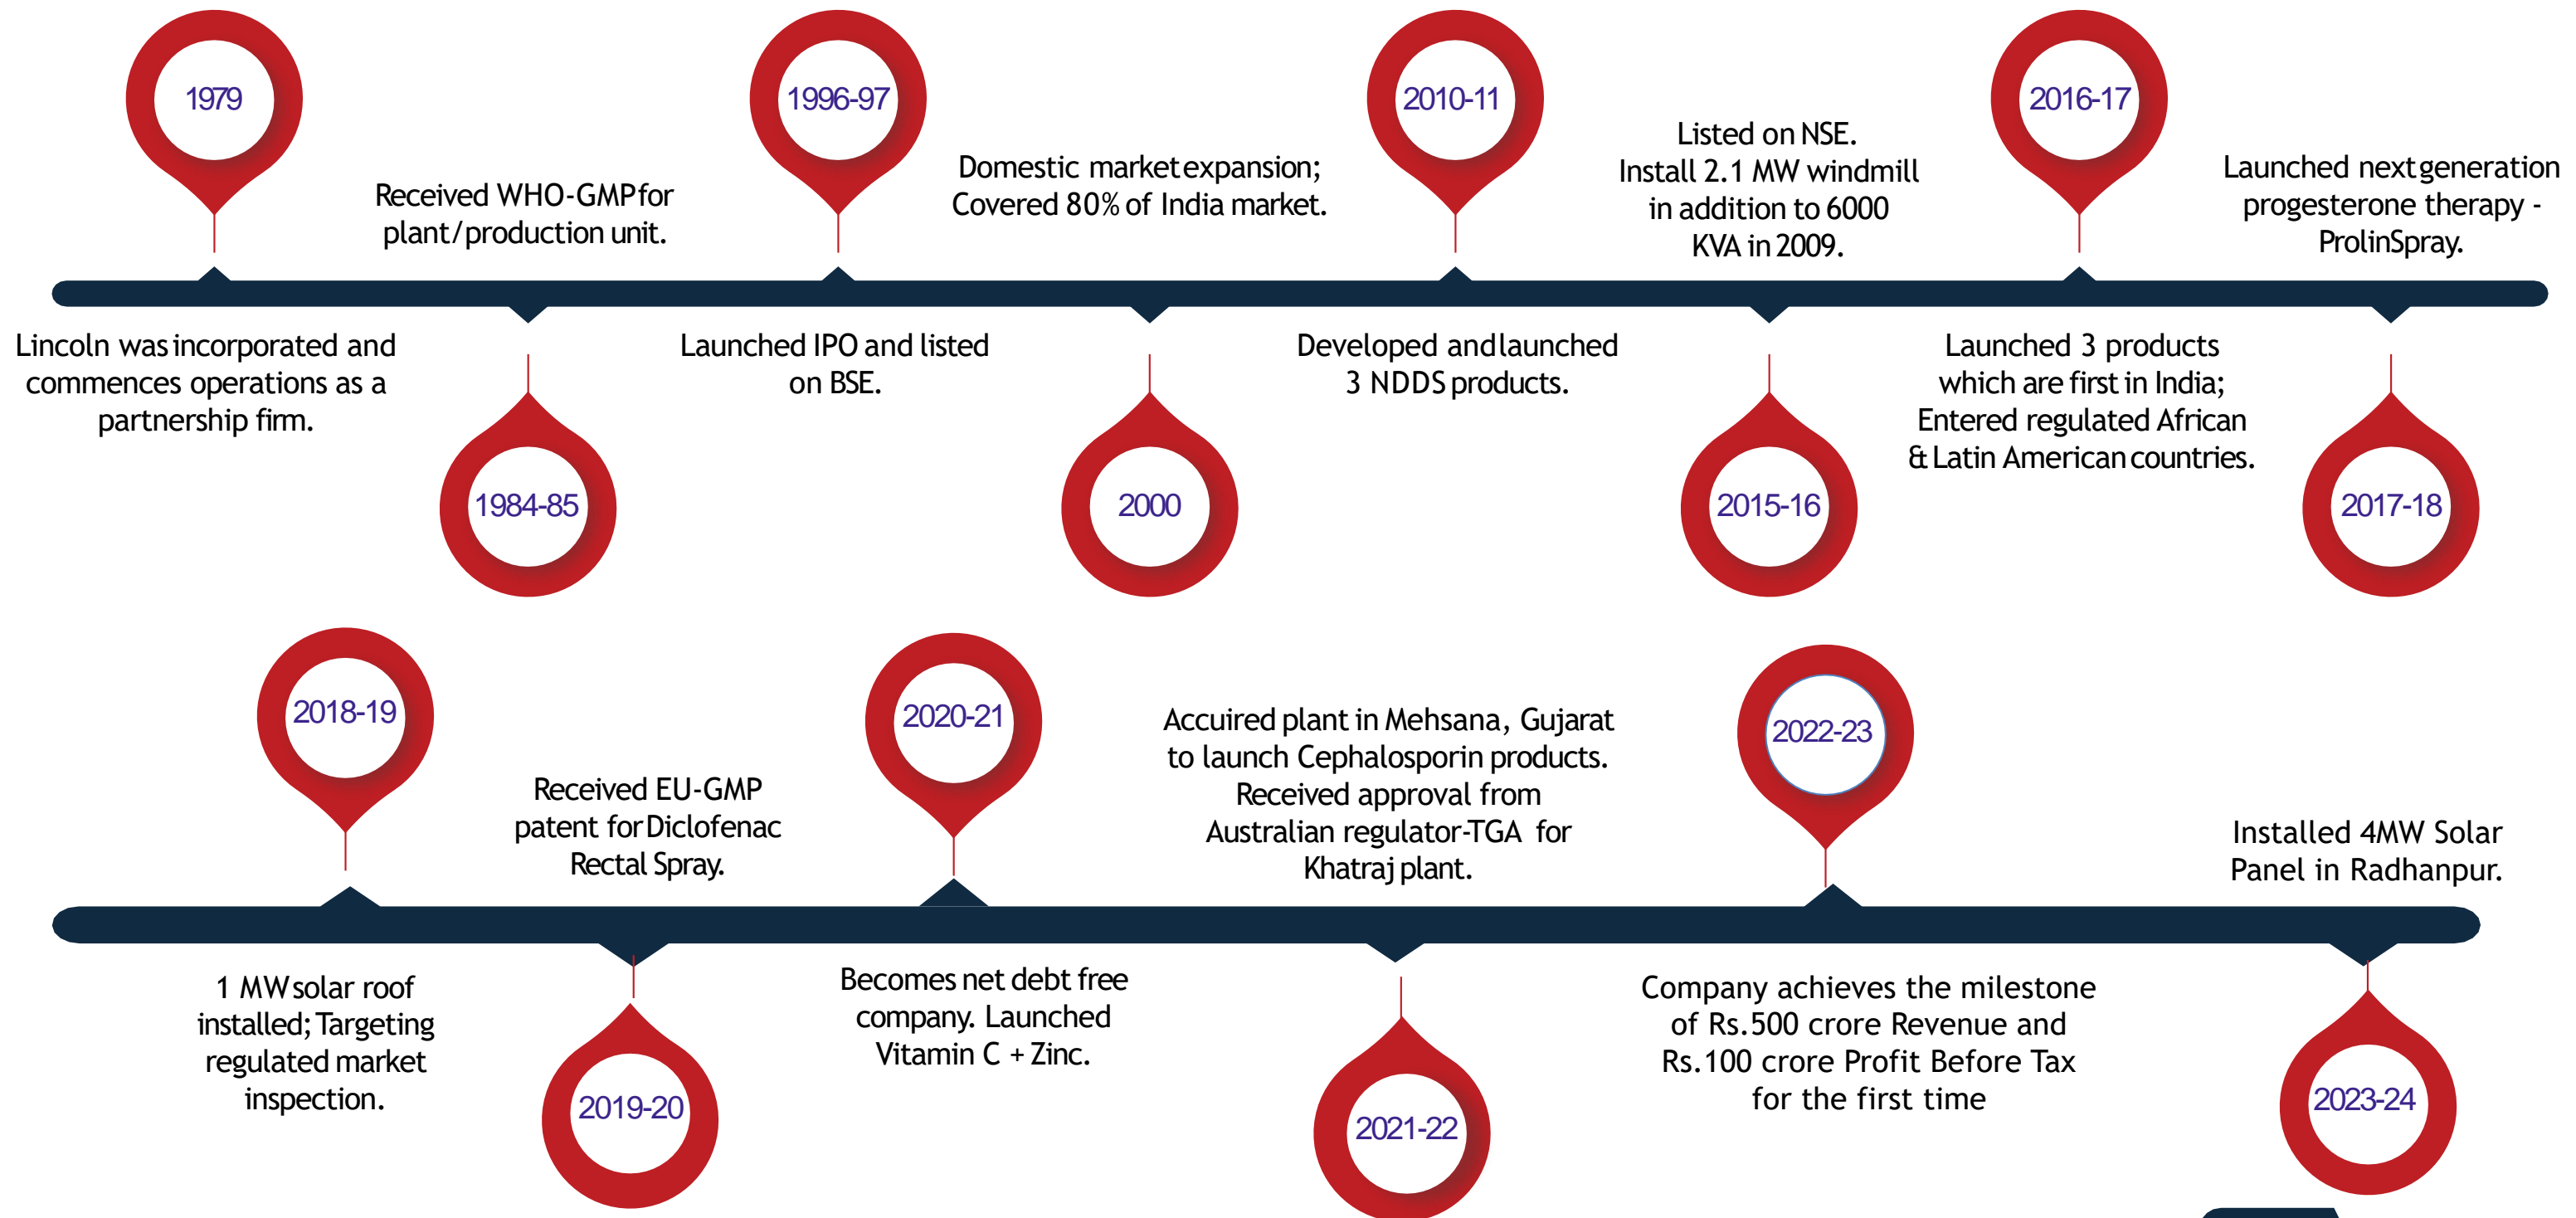 1979
Lincoln was incorporated and
commences operations as a
partnership firm.
Received WHO-GMP for
plant/production unit.
1984-85
1996-97
Launched IPO and listed
on BSE.
Domestic market expansion;
Covered 80% of India market.
2000
2010-11
Developed and launched
3 NDDS products.
Listed on NSE.
Install 2.1 MW windmill
in addition to 6000
KVA in 2009.
2015-16
2016-17
Launched 3 products
which are first in India;
Entered regulated African
& Latin American countries.
Launched next generation
progesterone therapy -
ProlinSpray.
2017-18
2018-19
1 MW solar roof
installed; Targeting
regulated market
inspection.
Received EU-GMP
patent for Diclofenac
Rectal Spray.
2019-20
2020-21
Becomes net debt free
company. Launched
Vitamin C + Zinc.
Accuired plant in Mehsana, Gujarat
to launch Cephalosporin products.
Received approval from
Australian regulator-TGA for
Khatraj plant.
2021-22
2022-23
Company achieves the milestone
of Rs.500 crore Revenue and
Rs.100 crore Profit Before Tax
for the first time
Installed 4MW Solar
Panel in Radhanpur.
2023-24